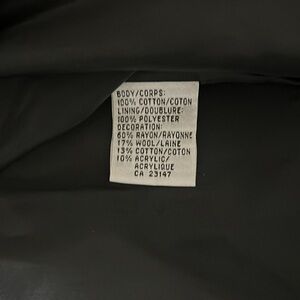 BODY/CORPS:
100% COTTON/COTON
LINING/DOUBLURE:
100% POLYESTER
DECORATION:
60% RAYON/RAYONNE
17% WOOL/LAINE
13% COTTON/COTON
10% ACRYLIC/
ACRYLIQUE
CA 23147